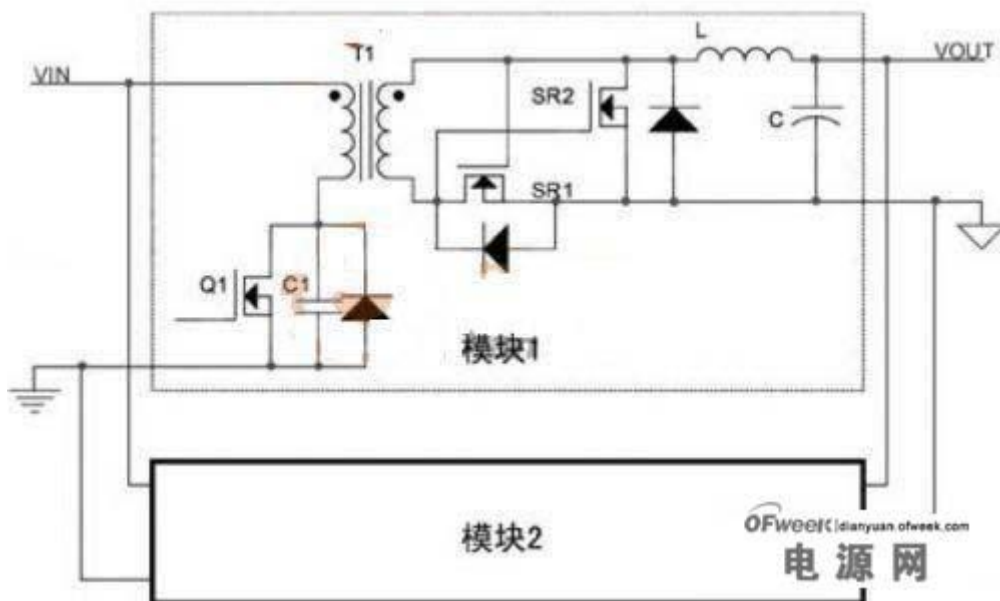 L
T1
VIN
VOUT
SR2
C
SR1
Q1
C1
模块1
模块2
OFweek|dianyuan.ofweek.com
电源网